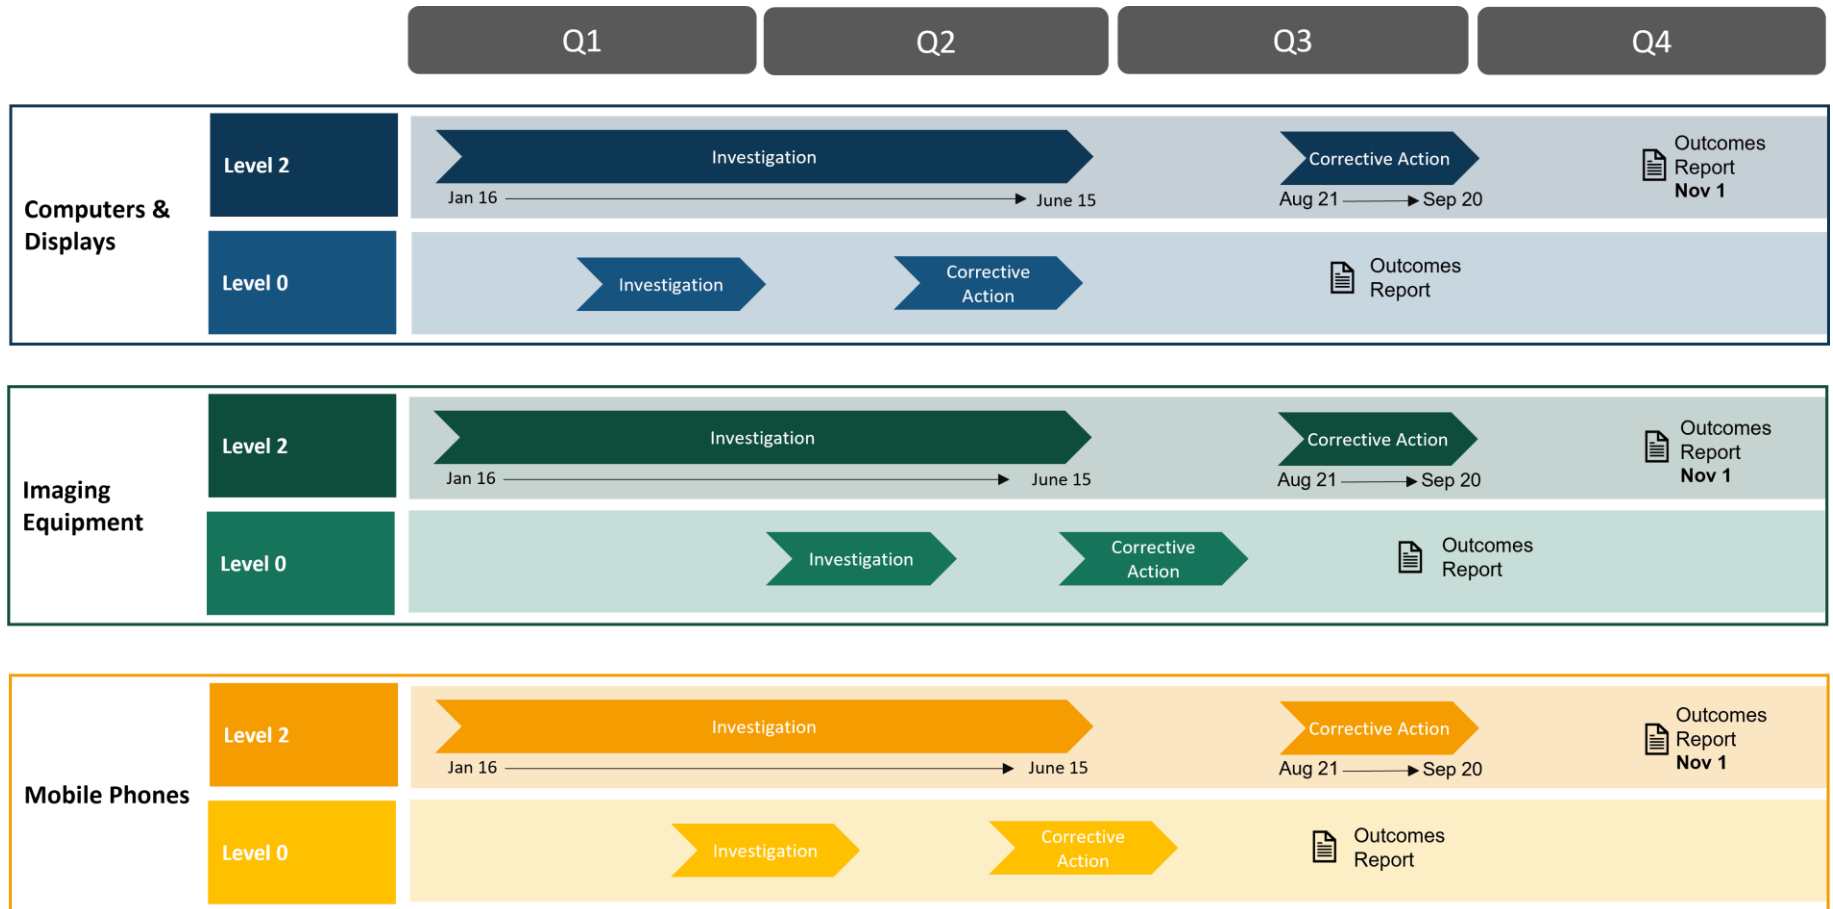 Q1
Q2
Q3
Q4
Computers &
Displays
Level 2
Investigation
Jan 16
June 15
Corrective Action
Aug 21
Sep 20
Outcomes
Report
Nov 1
Level 0
Investigation
Corrective
Action
Outcomes
Report
Imaging
Equipment
Level 2
Investigation
Jan 16
June 15
Corrective Action
Aug 21
Sep 20
Outcomes
Report
Nov 1
Level 0
Investigation
Corrective
Action
Outcomes
Report
Mobile Phones
Level 2
Investigation
Jan 16
June 15
Corrective Action
Aug 21
Sep 20
Outcomes
Report
Nov 1
Level 0
Investigation
Corrective
Action
Outcomes
Report